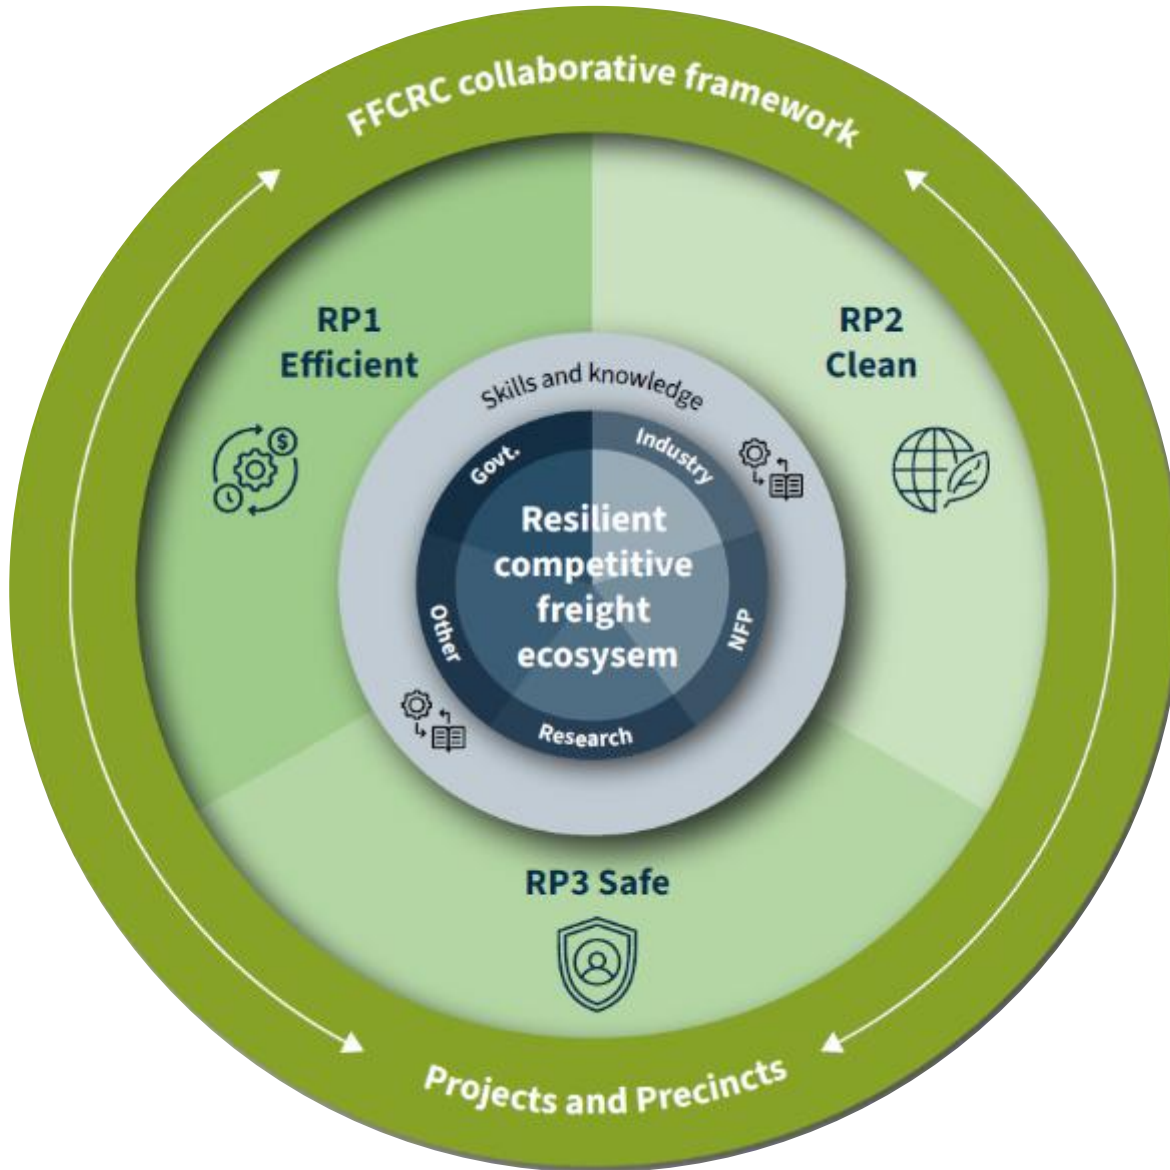 FFCRC collaborative framework
RP1
Efficient
RP2
Clean
Skills and knowledge
Govt.
Industry
Resilient
competitive
freight
ecosysem
Other
NFP
Research
RP3 Safe
Projects and Precincts
$